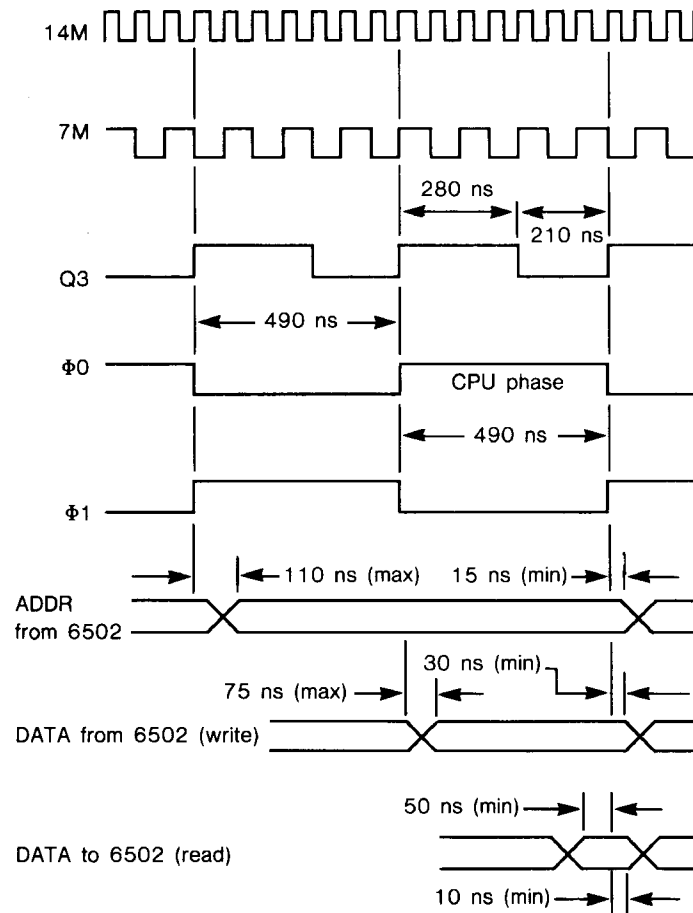 14M
7M
280 ns
210 ns
Q3
490 ns
Φ0
CPU phase
490 ns
Φ1
110 ns (max)
15 ns (min)
ADDR
from 6502
30 ns (min)
75 ns (max)
DATA from 6502 (write)
50 ns (min)
DATA to 6502 (read)
10 ns (min)